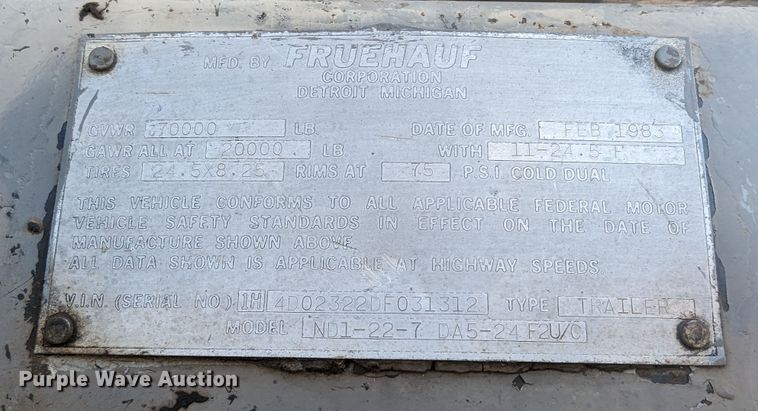 MFD. BY FRUEHAUF
CORPORATION
DETROIT MICHIGAN
GVWR 70000 LB. DATE OF MFG. FEB 1983
GAWR ALL AT 20000 LB. WITH 11-24.5 F
TIRES 24.5X8.25 RIMS AT 75 P.S.I. COLD DUAL
THIS VEHICLE CONFORMS TO ALL APPLICABLE FEDERAL MOTOR
VEHICLE SAFETY STANDARDS IN EFFECT ON THE DATE OF
MANUFACTURE SHOWN ABOVE
ALL DATA SHOWN IS APPLICABLE AT HIGHWAY SPEEDS
V.I.N. (SERIAL NO.) 1H 4D02322DF031312 TYPE TRAILER
MODEL ND1-22-7 DA5-24 F2U/C
Purple Wave Auction